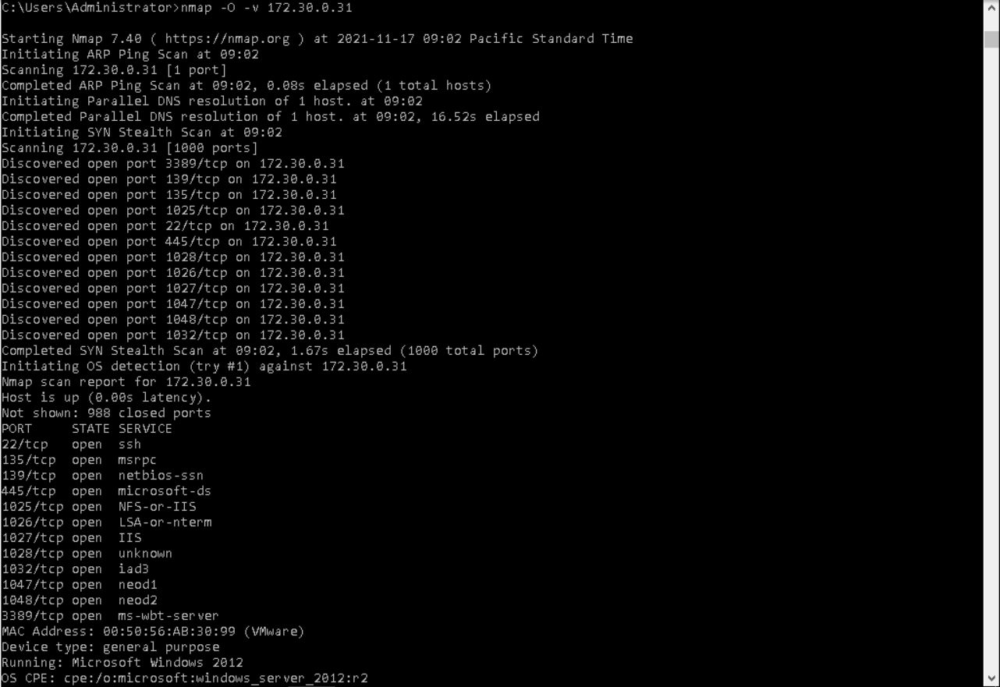 C:\Users\Administrator>nmap -O -v 172.30.0.31
Starting Nmap 7.40 ( https://nmap.org ) at 2021-11-17 09:02 Pacific Standard Time
Initiating ARP Ping Scan at 09:02
Scanning 172.30.0.31 [1 port]
Completed ARP Ping Scan at 09:02, 0.08s elapsed (1 total hosts)
Initiating Parallel DNS resolution of 1 host. at 09:02
Completed Parallel DNS resolution of 1 host. at 09:02, 16.52s elapsed
Initiating SYN Stealth Scan at 09:02
Scanning 172.30.0.31 [1000 ports]
Discovered open port 3389/tcp on 172.30.0.31
Discovered open port 139/tcp on 172.30.0.31
Discovered open port 135/tcp on 172.30.0.31
Discovered open port 1025/tcp on 172.30.0.31
Discovered open port 22/tcp on 172.30.0.31
Discovered open port 445/tcp on 172.30.0.31
Discovered open port 1028/tcp on 172.30.0.31
Discovered open port 1026/tcp on 172.30.0.31
Discovered open port 1027/tcp on 172.30.0.31
Discovered open port 1047/tcp on 172.30.0.31
Discovered open port 1048/tcp on 172.30.0.31
Discovered open port 1032/tcp on 172.30.0.31
Completed SYN Stealth Scan at 09:02, 1.67s elapsed (1000 total ports)
Initiating OS detection (try #1) against 172.30.0.31
Nmap scan report for 172.30.0.31
Host is up (0.00s latency).
Not shown: 988 closed ports
PORT     STATE SERVICE
22/tcp   open  ssh
135/tcp  open  msrpc
139/tcp  open  netbios-ssn
445/tcp  open  microsoft-ds
1025/tcp open  NFS-or-IIS
1026/tcp open  LSA-or-nterm
1027/tcp open  IIS
1028/tcp open  unknown
1032/tcp open  iad3
1047/tcp open  neod1
1048/tcp open  neod2
3389/tcp open  ms-wbt-server
MAC Address: 00:50:56:AB:30:99 (VMware)
Device type: general purpose
Running: Microsoft Windows 2012
OS CPE: cpe:/o:microsoft:windows_server_2012:r2